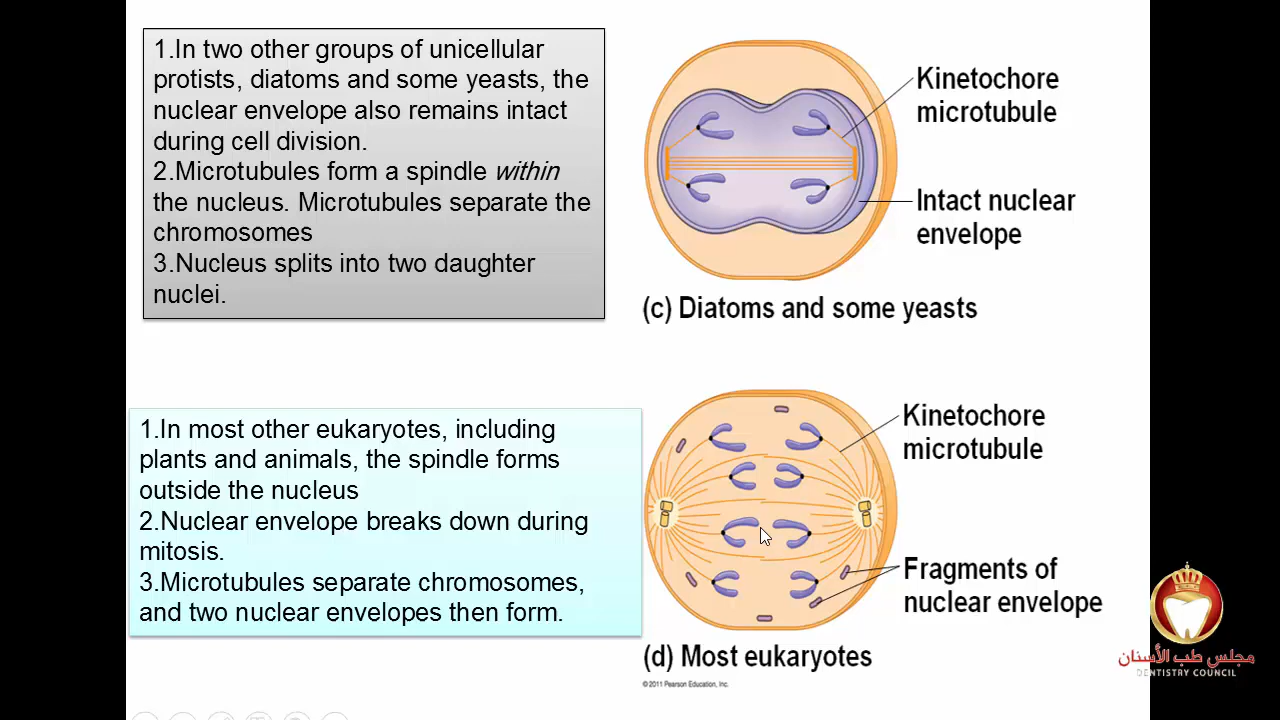 1.In two other groups of unicellular
protists, diatoms and some yeasts, the
nuclear envelope also remains intact
during cell division.
2.Microtubules form a spindle within
the nucleus. Microtubules separate the
chromosomes
3.Nucleus splits into two daughter
nuclei.
Kinetochore
microtubule
Intact nuclear
envelope
(c) Diatoms and some yeasts
1.In most other eukaryotes, including
plants and animals, the spindle forms
outside the nucleus
2.Nuclear envelope breaks down during
mitosis.
3.Microtubules separate chromosomes,
and two nuclear envelopes then form.
Kinetochore
microtubule
Fragments of
nuclear envelope
(d) Most eukaryotes
© 2011 Pearson Education, Inc.
مجلس طب الأسنان
DENTISTRY COUNCIL